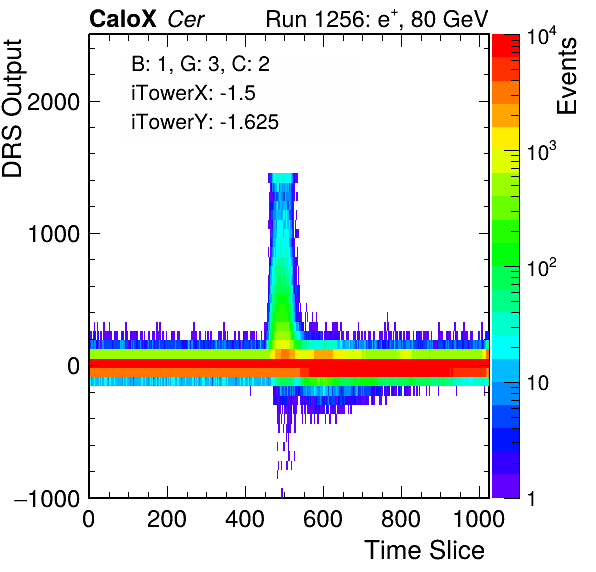 CaloX Cer
Run 1256: e⁺, 80 GeV
B: 1, G: 3, C: 2
iTowerX: -1.5
iTowerY: -1.625
DRS Output
2000
1000
0
−1000
0 200 400 600 800 1000
Time Slice
Events
10⁴
10³
10²
10
1